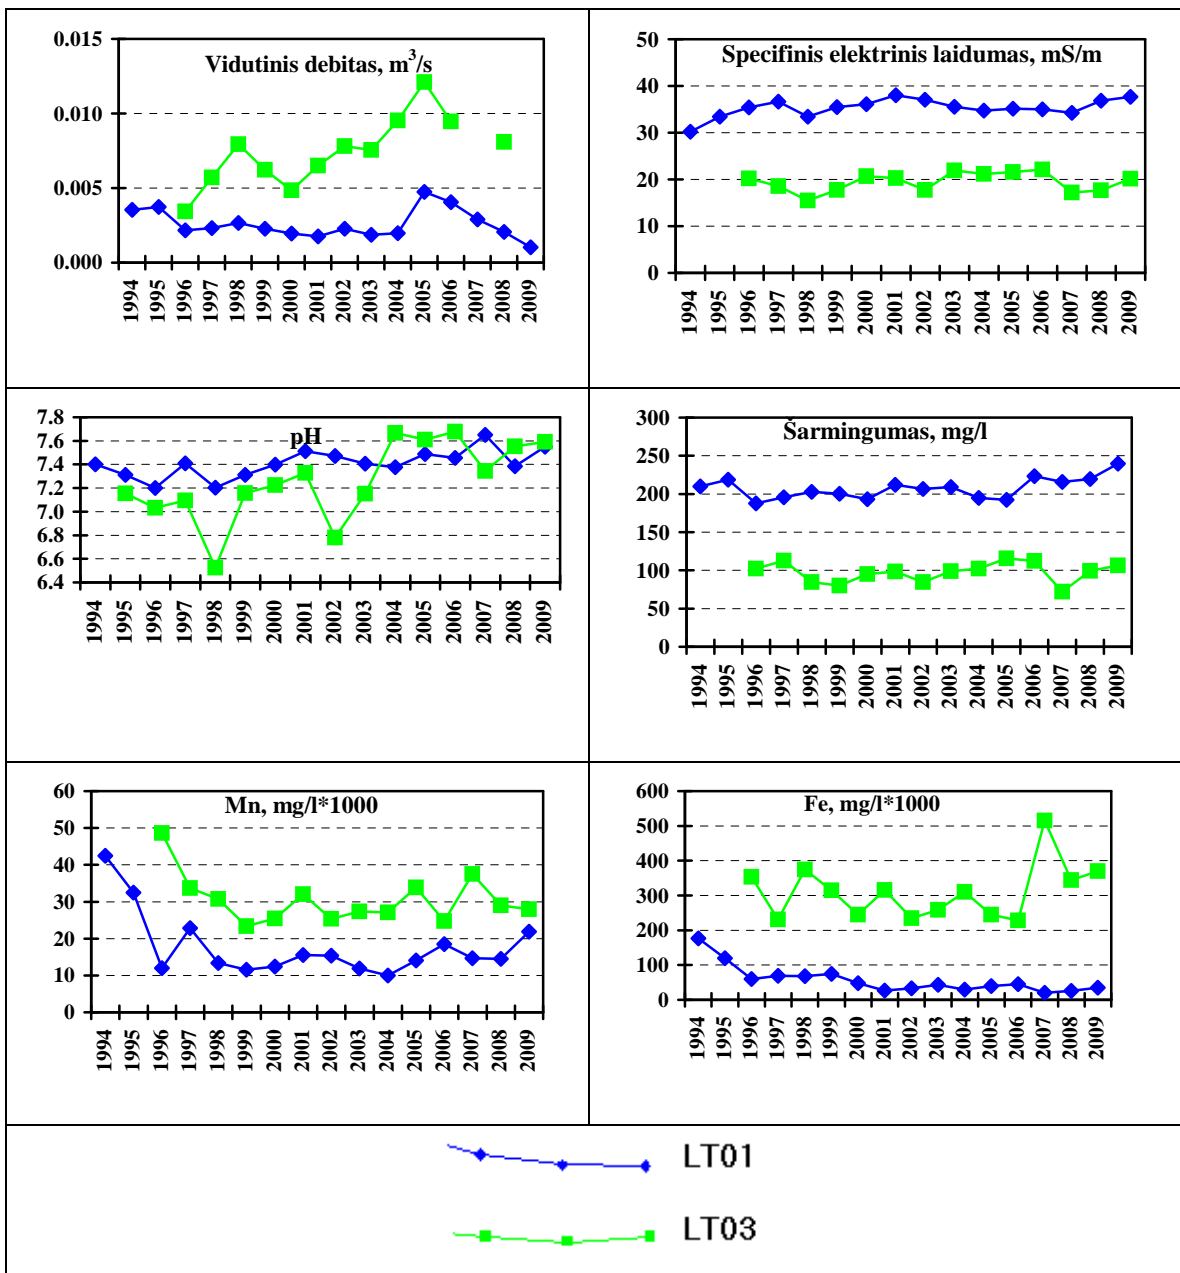 Vidutinis debitas, m³/s
0.015
0.010
0.005
0.000
1994 1995 1996 1997 1998 1999 2000 2001 2002 2003 2004 2005 2006 2007 2008 2009
Specifinis elektrinis laidumas, mS/m
50
40
30
20
10
0
1994 1995 1996 1997 1998 1999 2000 2001 2002 2003 2004 2005 2006 2007 2008 2009
pH
7.8
7.6
7.4
7.2
7.0
6.8
6.6
6.4
1994 1995 1996 1997 1998 1999 2000 2001 2002 2003 2004 2005 2006 2007 2008 2009
Šarmingumas, mg/l
300
250
200
150
100
50
0
1994 1995 1996 1997 1998 1999 2000 2001 2002 2003 2004 2005 2006 2007 2008 2009
Mn, mg/l*1000
60
50
40
30
20
10
0
1994 1995 1996 1997 1998 1999 2000 2001 2002 2003 2004 2005 2006 2007 2008 2009
Fe, mg/l*1000
600
500
400
300
200
100
0
1994 1995 1996 1997 1998 1999 2000 2001 2002 2003 2004 2005 2006 2007 2008 2009
LT01
LT03